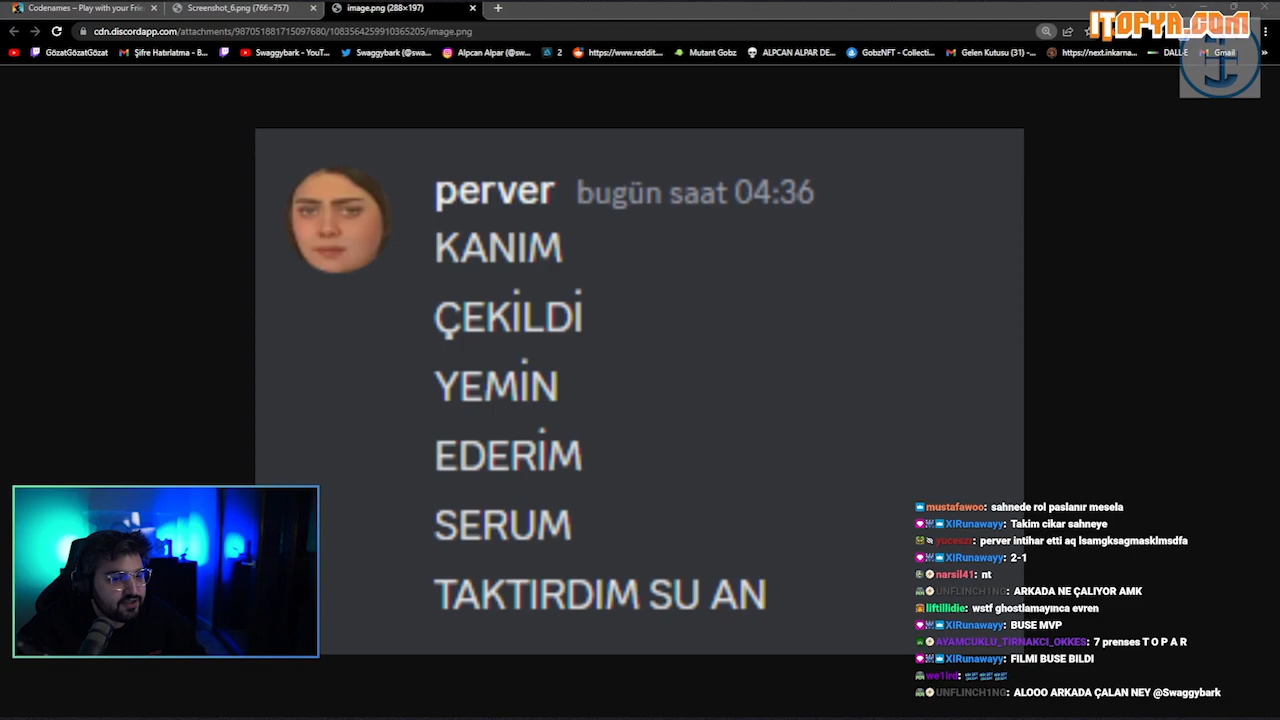 Codenames – Play with your Frie
Screenshot_6.png (766×757)
image.png (288×197)
cdn.discordapp.com/attachments/987051881715097680/1083564259910365205/image.png
GözatGözatGözat
Şifre Hatırlatma - B...
Swaggybark - YouT...
Swaggybark (@swa...
Alpcan Alpar (@sw...
2
https://www.reddit...
Mutant Gobz
ALPCAN ALPAR DE...
GobzNFT - Collecti...
Gelen Kutusu (31) -...
https://next.inkarna...
DALL·E
Gmail
ITOPYA.COM
perver bugün saat 04:36
KANIM
ÇEKİLDİ
YEMİN
EDERİM
SERUM
TAKTIRDIM SU AN
mustafawoo: sahnede rol paslanır mesela
XIRunawayy: Takim cikar sahneye
yuceszi: perver intihar etti aq lsamgksagmasklmsdfa
XIRunawayy: 2-1
narsil41: nt
UNFLINCH1NG: ARKADA NE ÇALIYOR AMK
liftillidie: wstf ghostlamayınca evren
XIRunawayy: BUSE MVP
AYAMCUKLU_TIRNAKCI_OKKES: 7 prenses T O P A R
XIRunawayy: FILMI BUSE BILDI
we1ird:
UNFLINCH1NG: ALOOO ARKADA ÇALAN NEY @Swaggybark